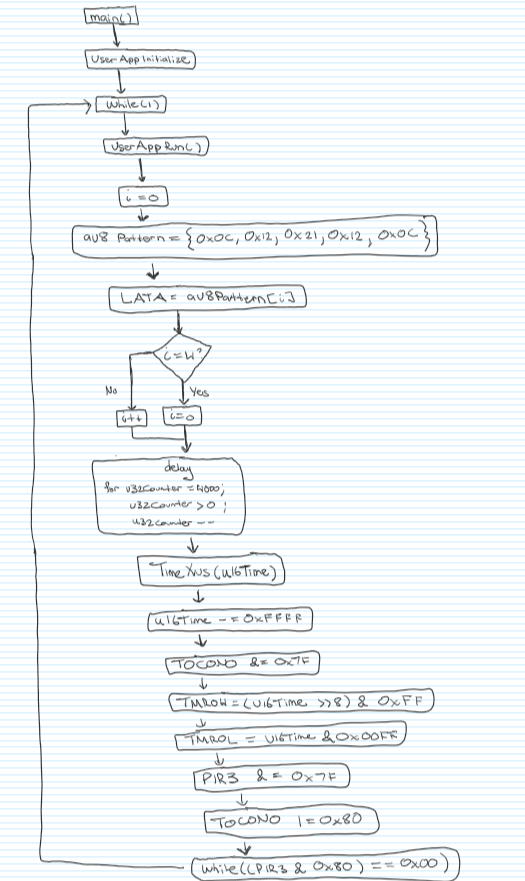 main()
UserAppInitialize
while(1)
UserAppRun()
i=0
au8 Pattern = {0x0C, 0x12, 0x21, 0x12, 0x0C}
LATA = au8Pattern[i]
i=4?
No
Yes
i++
i=0
delay
for u32Counter = 4000;
u32Counter > 0 ;
u32Counter --
TimeXus(u16Time)
u16Time -= 0xFFFF
T0CON0 &= 0x7F
TMR0H = (u16Time >>8) & 0xFF
TMR0L = u16Time & 0x00FF
PIR3 &= 0x7F
T0CON0 |= 0x80
while((PIR3 & 0x80) == 0x00)